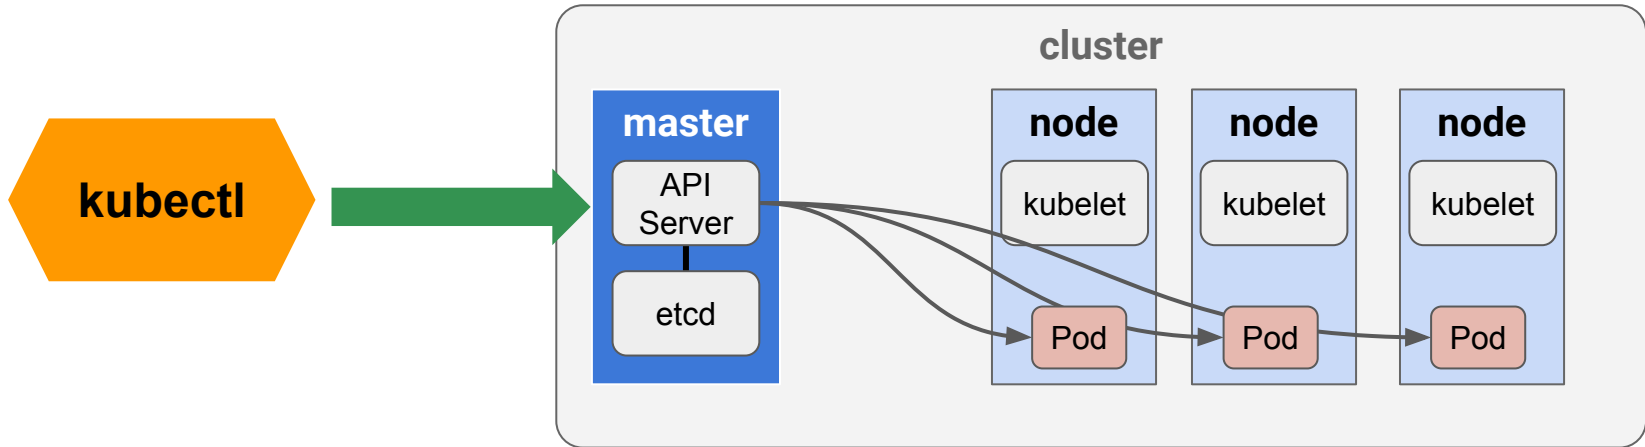 cluster
kubectl
master
API
Server
etcd
node
kubelet
Pod
node
kubelet
Pod
node
kubelet
Pod